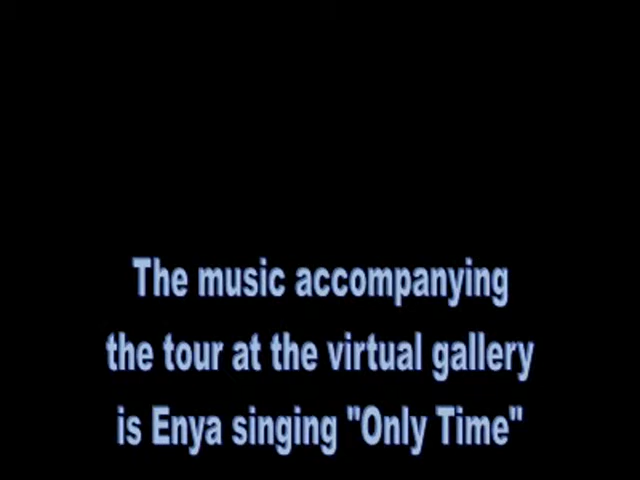 The music accompanying
the tour at the virtual gallery
is Enya singing "Only Time"